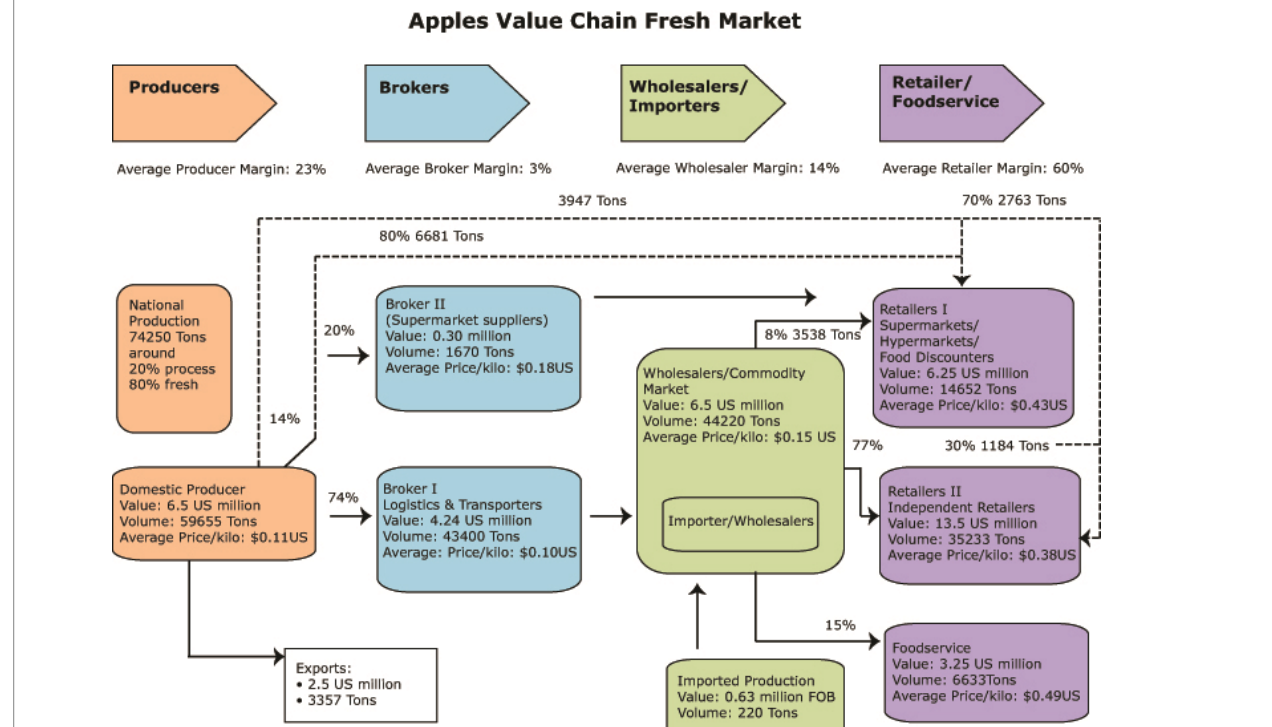 Apples Value Chain Fresh Market
Producers
Brokers
Wholesalers/
Importers
Retailer/
Foodservice
Average Producer Margin: 23%
Average Broker Margin: 3%
Average Wholesaler Margin: 14%
Average Retailer Margin: 60%
3947 Tons
70% 2763 Tons
80% 6681 Tons
National
Production
74250 Tons
around
20% process
80% fresh
20%
Broker II
(Supermarket suppliers)
Value: 0.30 million
Volume: 1670 Tons
Average Price/kilo: $0.18US
8% 3538 Tons
Retailers I
Supermarkets/
Hypermarkets/
Food Discounters
Value: 6.25 US million
Volume: 14652 Tons
Average Price/kilo: $0.43US
Wholesalers/Commodity
Market
Value: 6.5 US million
Volume: 44220 Tons
Average Price/kilo: $0.15 US
14%
77%
30% 1184 Tons
Domestic Producer
Value: 6.5 US million
Volume: 59655 Tons
Average Price/kilo: $0.11US
74%
Broker I
Logistics & Transporters
Value: 4.24 US million
Volume: 43400 Tons
Average: Price/kilo: $0.10US
Importer/Wholesalers
Retailers II
Independent Retailers
Value: 13.5 US million
Volume: 35233 Tons
Average Price/kilo: $0.38US
15%
Exports:
• 2.5 US million
• 3357 Tons
Imported Production
Value: 0.63 million FOB
Volume: 220 Tons
Foodservice
Value: 3.25 US million
Volume: 6633Tons
Average Price/kilo: $0.49US